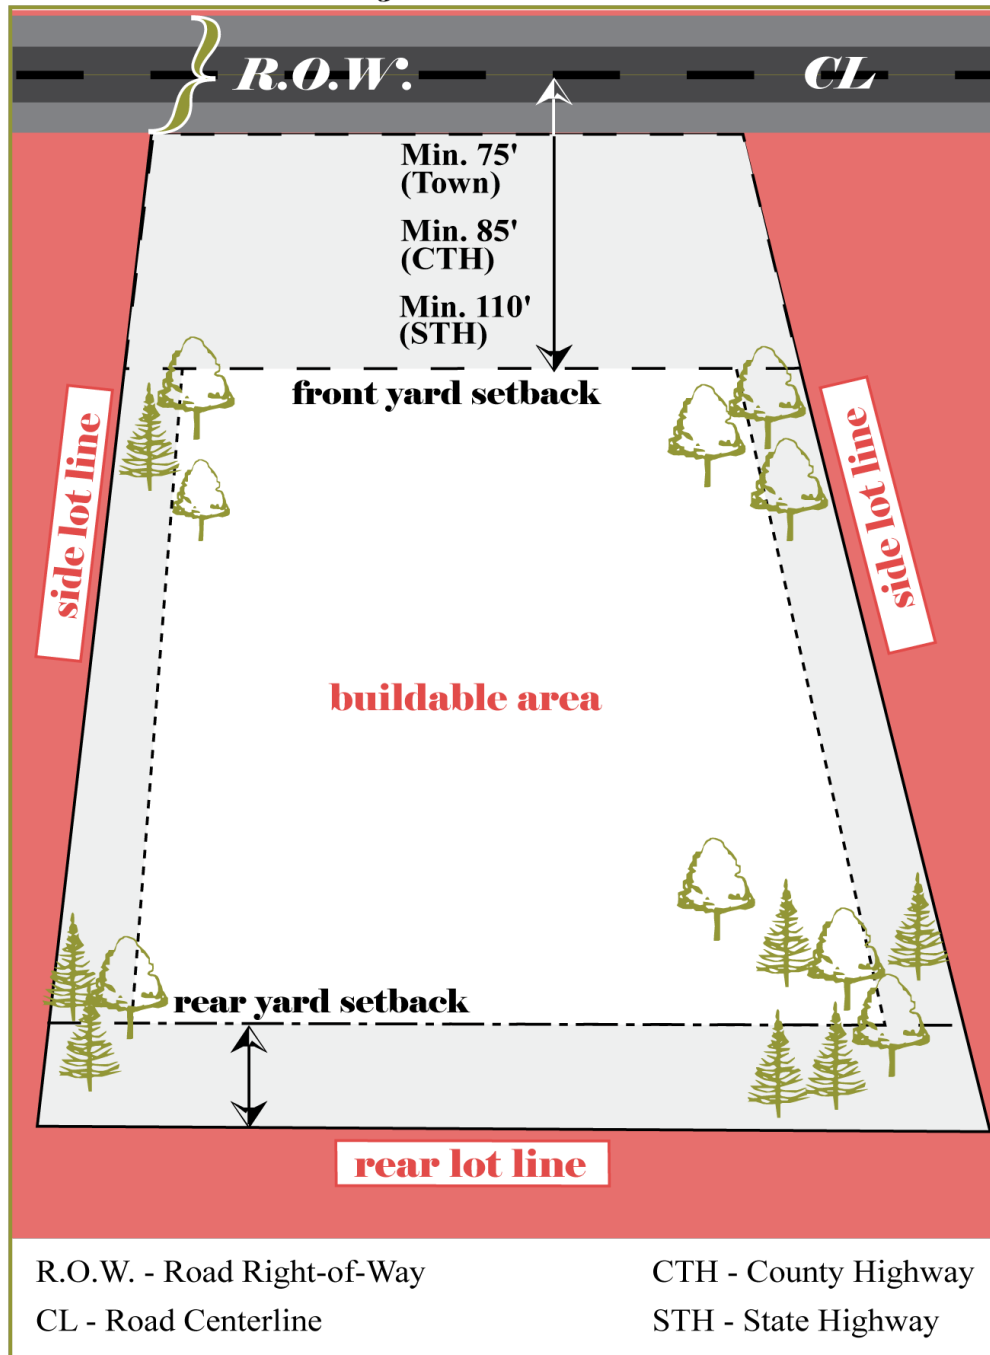 R.O.W.
CL
Min. 75'
(Town)
Min. 85'
(CTH)
Min. 110'
(STH)
front yard setback
side lot line
side lot line
buildable area
rear yard setback
rear lot line
R.O.W. - Road Right-of-Way
CL - Road Centerline
CTH - County Highway
STH - State Highway